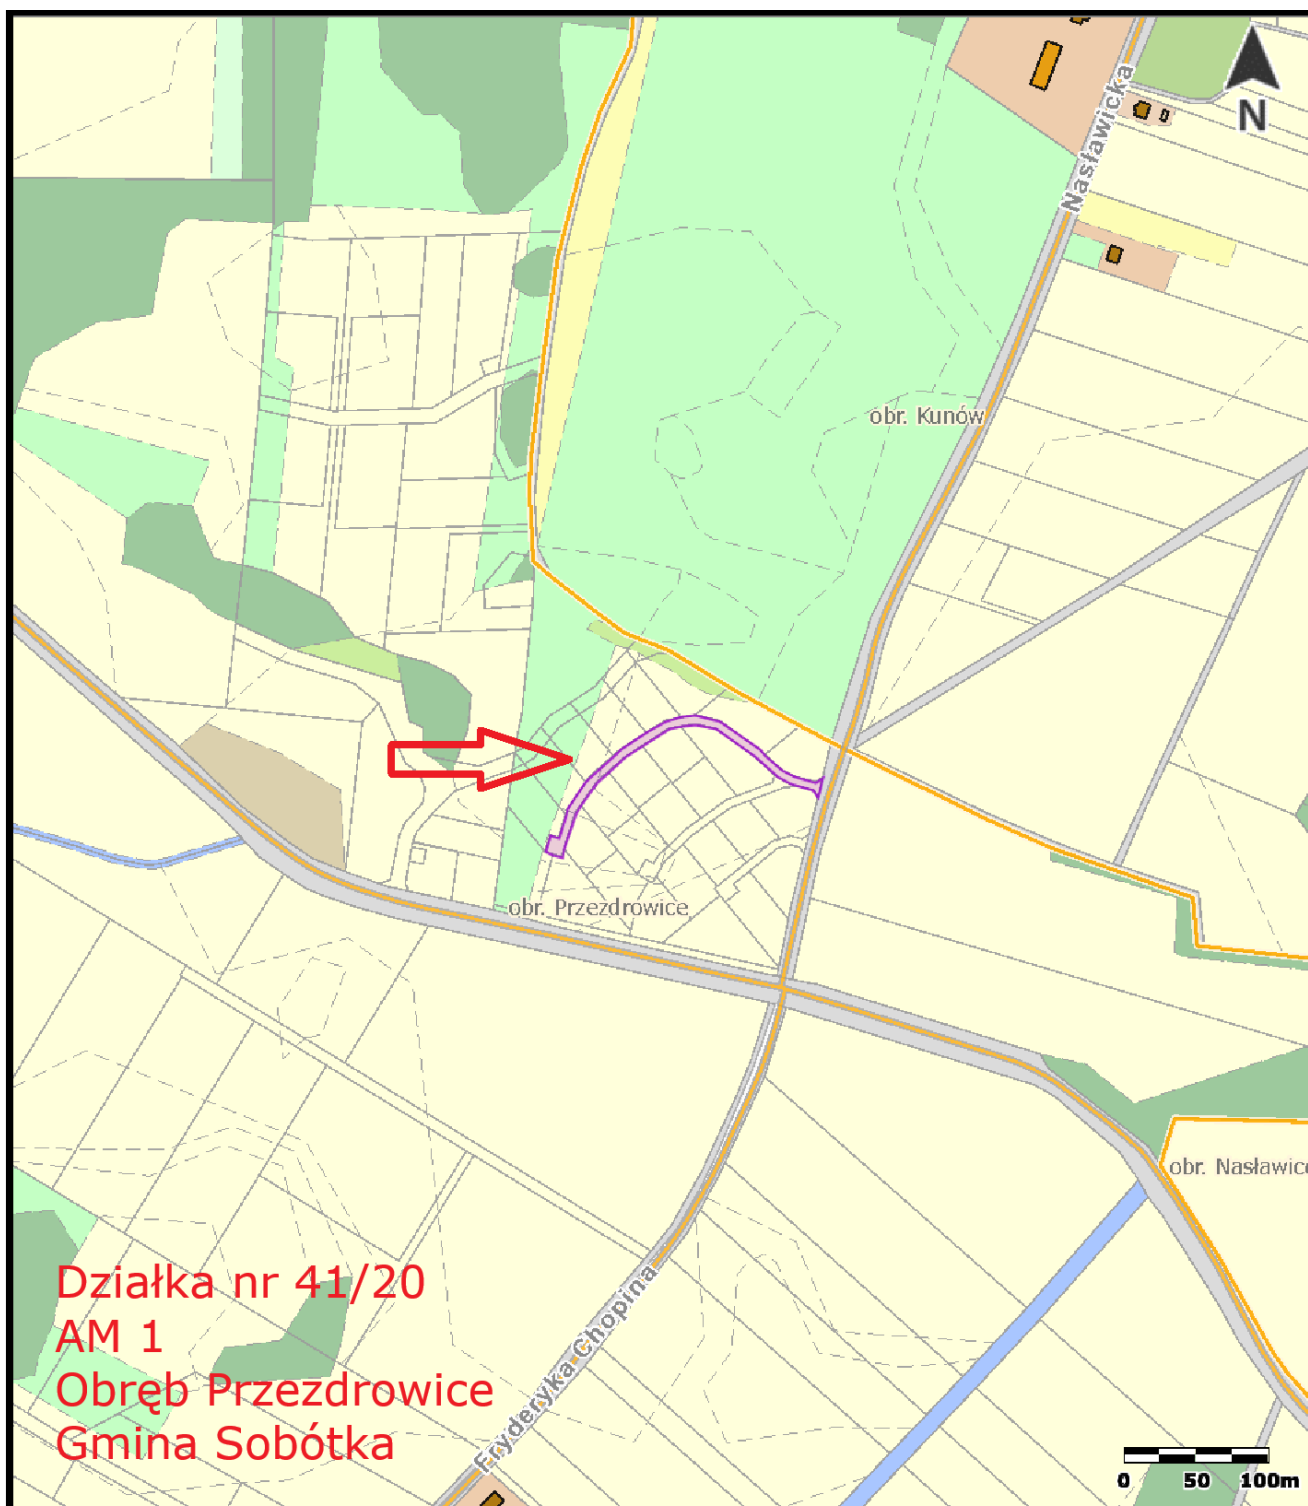 N
Nasławicka
obr. Kunów
obr. Przezdrowice
obr. Nasławice
Fryderyka Chopina
Działka nr 41/20
AM 1
Obręb Przezdrowice
Gmina Sobótka
0 50 100m